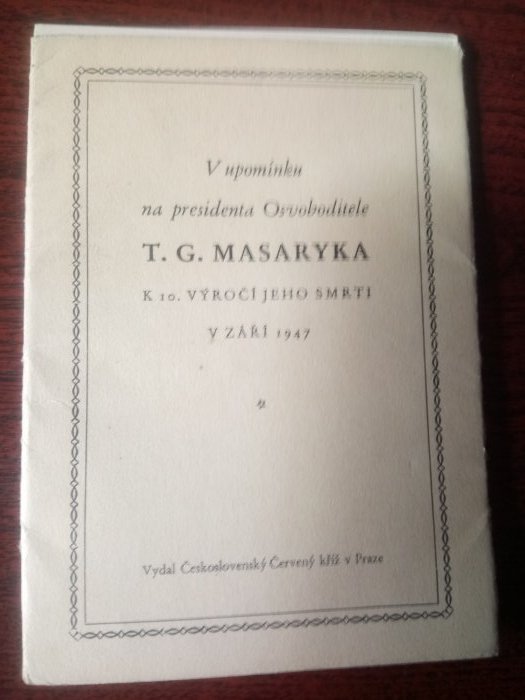 V upomínku
na presidenta Osvoboditele
T. G. MASARYKA
K 10. VÝROČÍ JEHO SMRTI
V ZÁŘÍ 1947
Vydal Československý Červený kříž v Praze